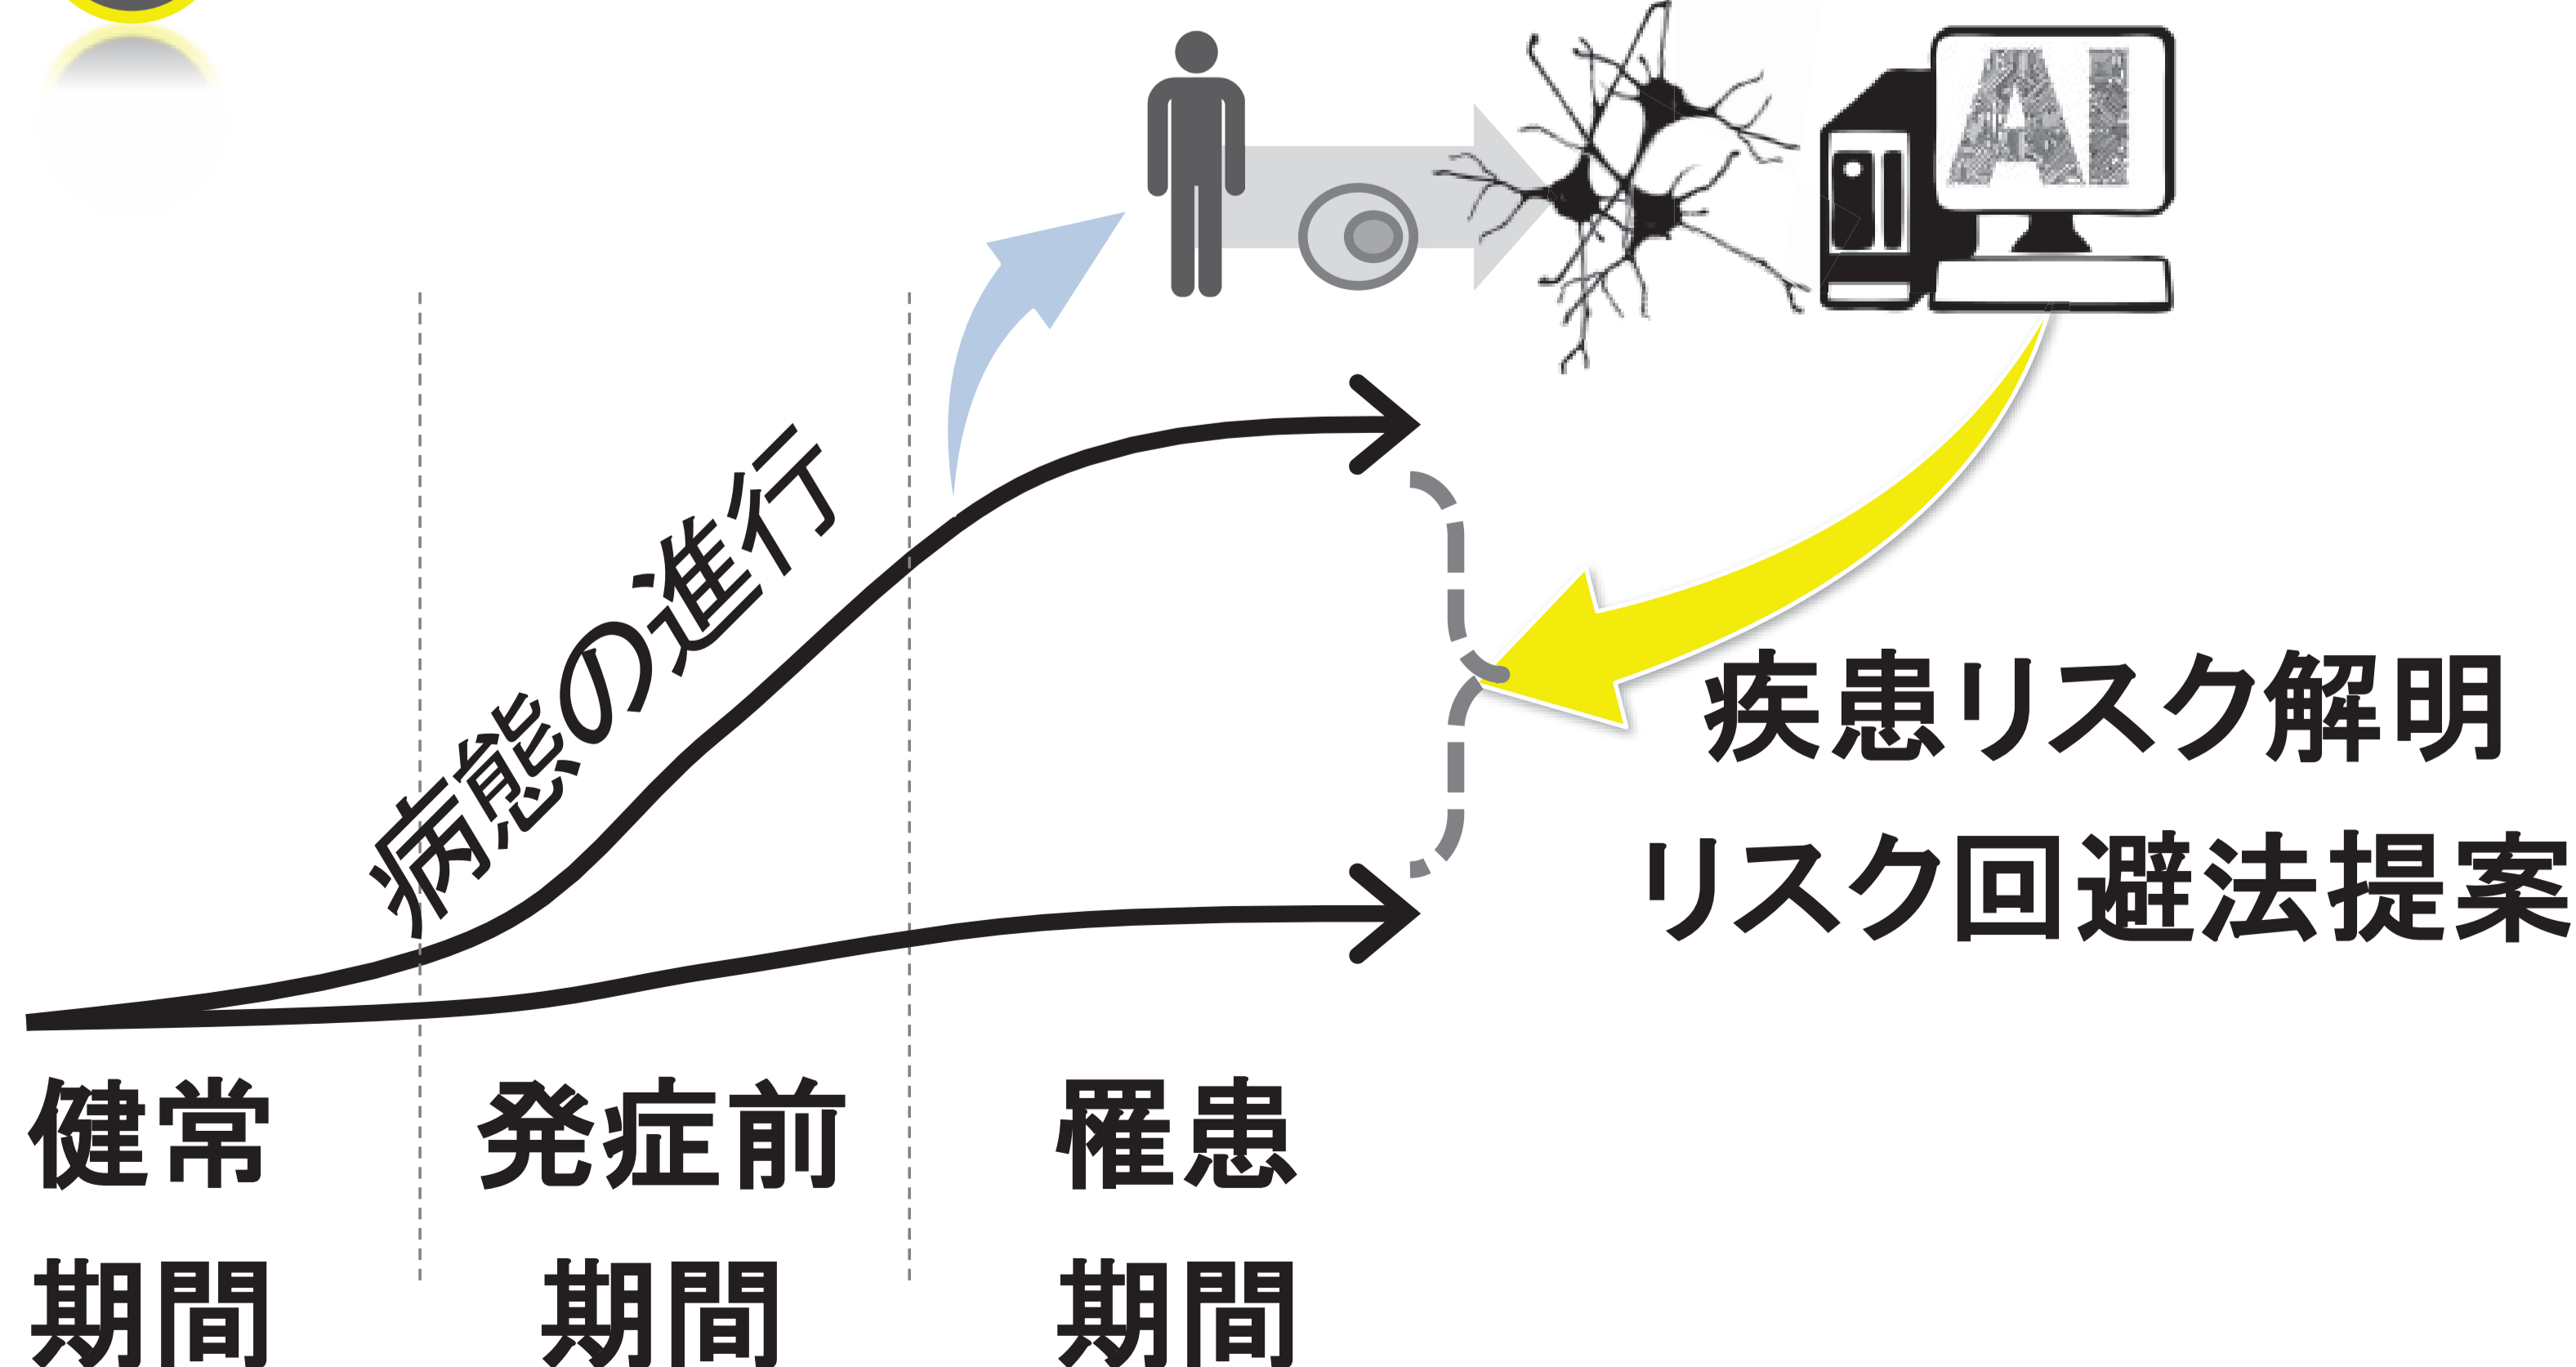 AI
病態の進行
疾患リスク解明
リスク回避法提案
健常
期間
発症前
期間
罹患
期間